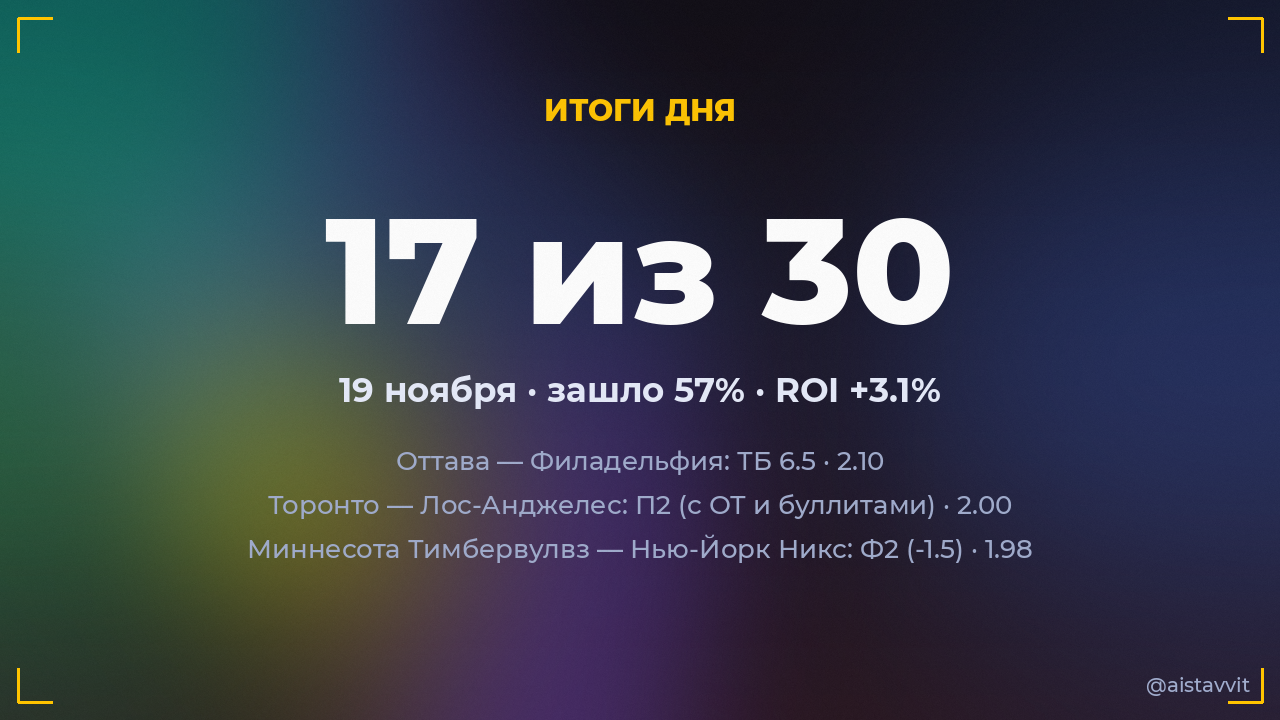 ИТОГИ ДНЯ
17 из 30
19 ноября · зашло 57% · ROI +3.1%
Оттава — Филадельфия: ТБ 6.5 · 2.10
Торонто — Лос-Анджелес: П2 (с ОТ и буллитами) · 2.00
Миннесота Тимбервулвз — Нью-Йорк Никс: Ф2 (-1.5) · 1.98
@aistavvit